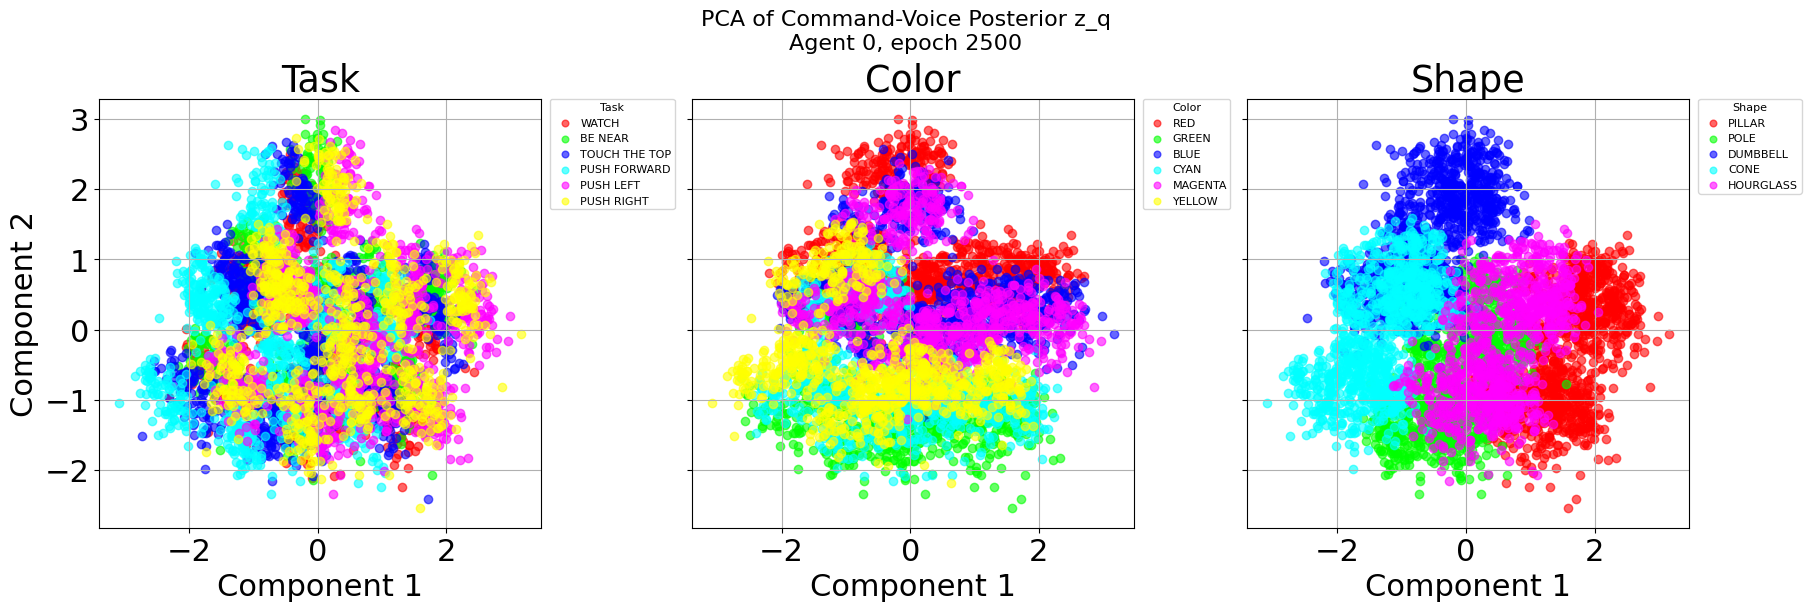 PCA of Command-Voice Posterior z_q
Agent 0, epoch 2500
Task
Color
Shape
Component 2
3
2
1
0
−1
−2
−2 0 2
Component 1
Task
WATCH
BE NEAR
TOUCH THE TOP
PUSH FORWARD
PUSH LEFT
PUSH RIGHT
−2 0 2
Component 1
Color
RED
GREEN
BLUE
CYAN
MAGENTA
YELLOW
−2 0 2
Component 1
Shape
PILLAR
POLE
DUMBBELL
CONE
HOURGLASS